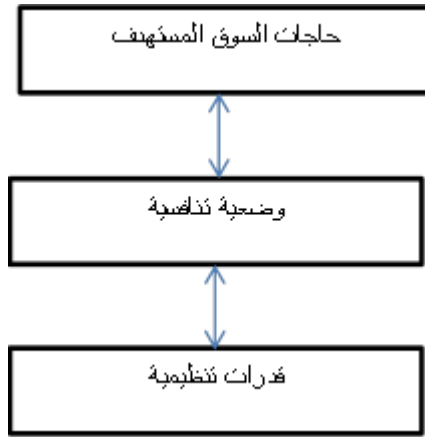 حاجات السوق المستهدف
وضعية تنافسية
قدرات تنظيمية